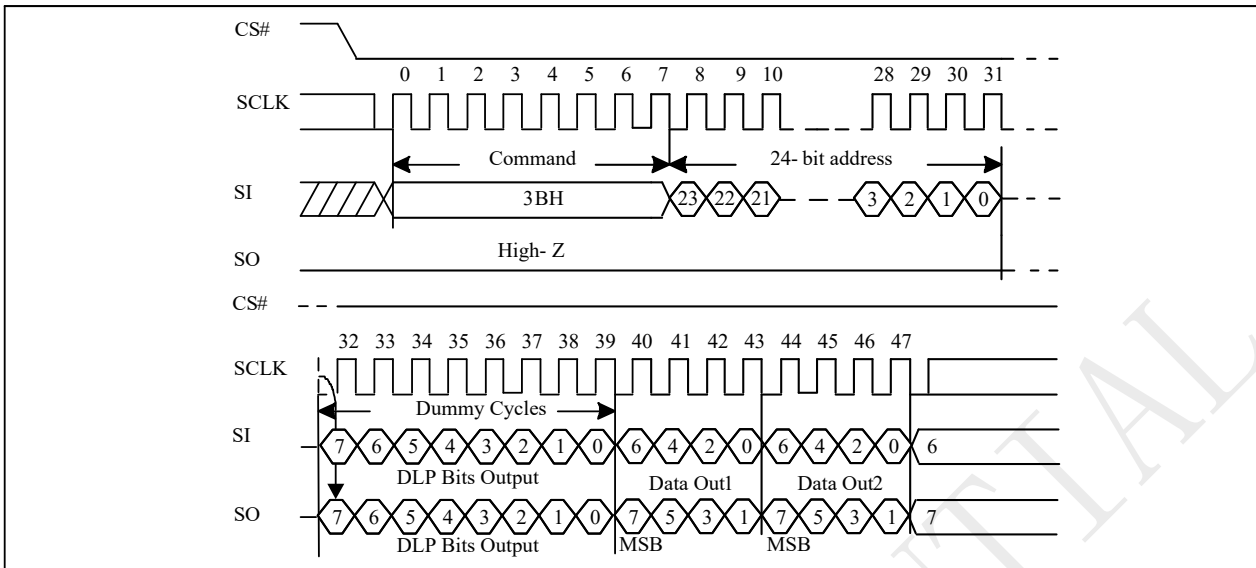 CS#
0 1 2 3 4 5 6 7 8 9 10 28 29 30 31
SCLK
Command 24- bit address
SI 3BH 23 22 21 3 2 1 0
High- Z
SO
CS#
32 33 34 35 36 37 38 39 40 41 42 43 44 45 46 47
SCLK
Dummy Cycles
SI 7 6 5 4 3 2 1 0 6 4 2 0 6 4 2 0 6
DLP Bits Output Data Out1 Data Out2
SO 7 6 5 4 3 2 1 0 7 5 3 1 7 5 3 1 7
DLP Bits Output MSB MSB
NTIAL